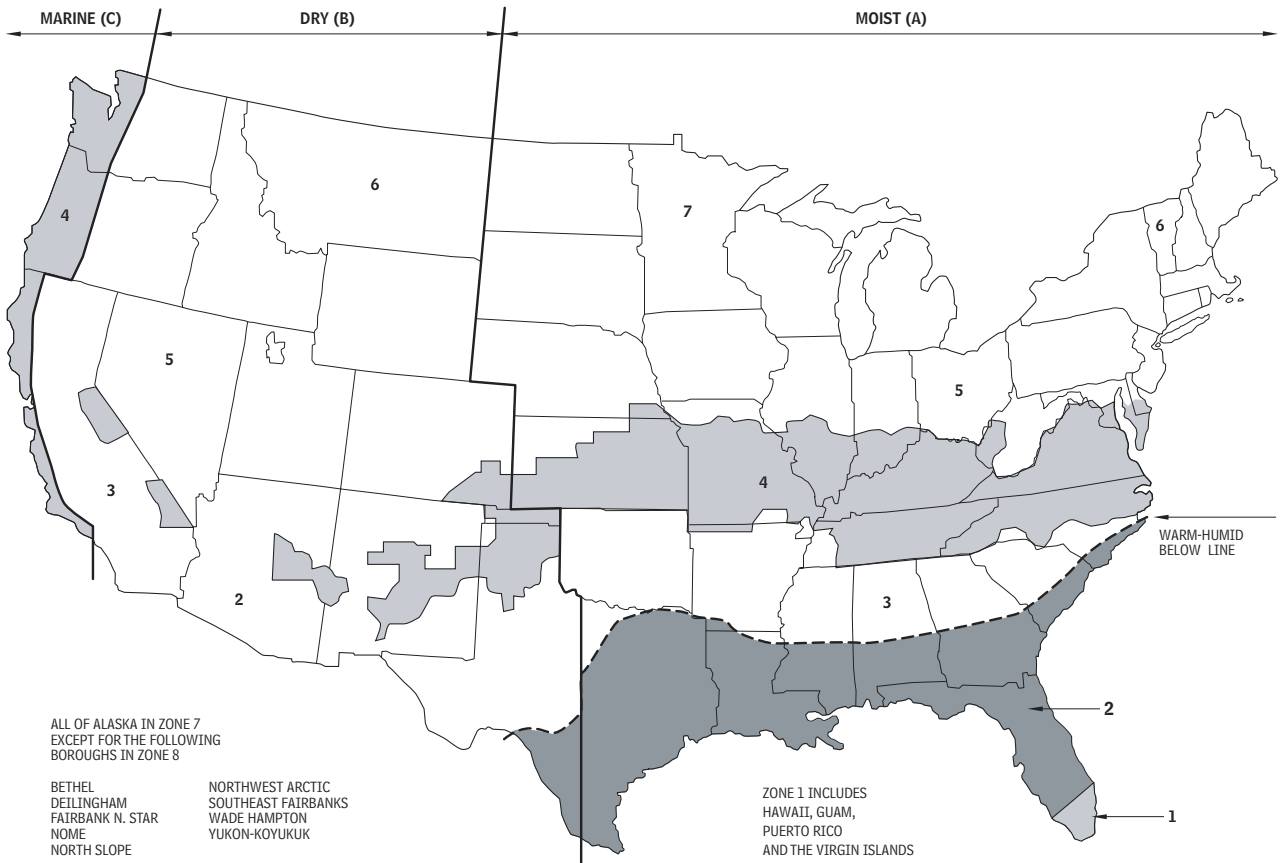 MARINE (C)
DRY (B)
MOIST (A)
6
7
6
4
5
5
3
4
WARM-HUMID
BELOW LINE
2
3
2
1
ALL OF ALASKA IN ZONE 7
EXCEPT FOR THE FOLLOWING
BOROUGHS IN ZONE 8
BETHEL
DEILINGHAM
FAIRBANK N. STAR
NOME
NORTH SLOPE
NORTHWEST ARCTIC
SOUTHEAST FAIRBANKS
WADE HAMPTON
YUKON-KOYUKUK
ZONE 1 INCLUDES
HAWAII, GUAM,
PUERTO RICO
AND THE VIRGIN ISLANDS